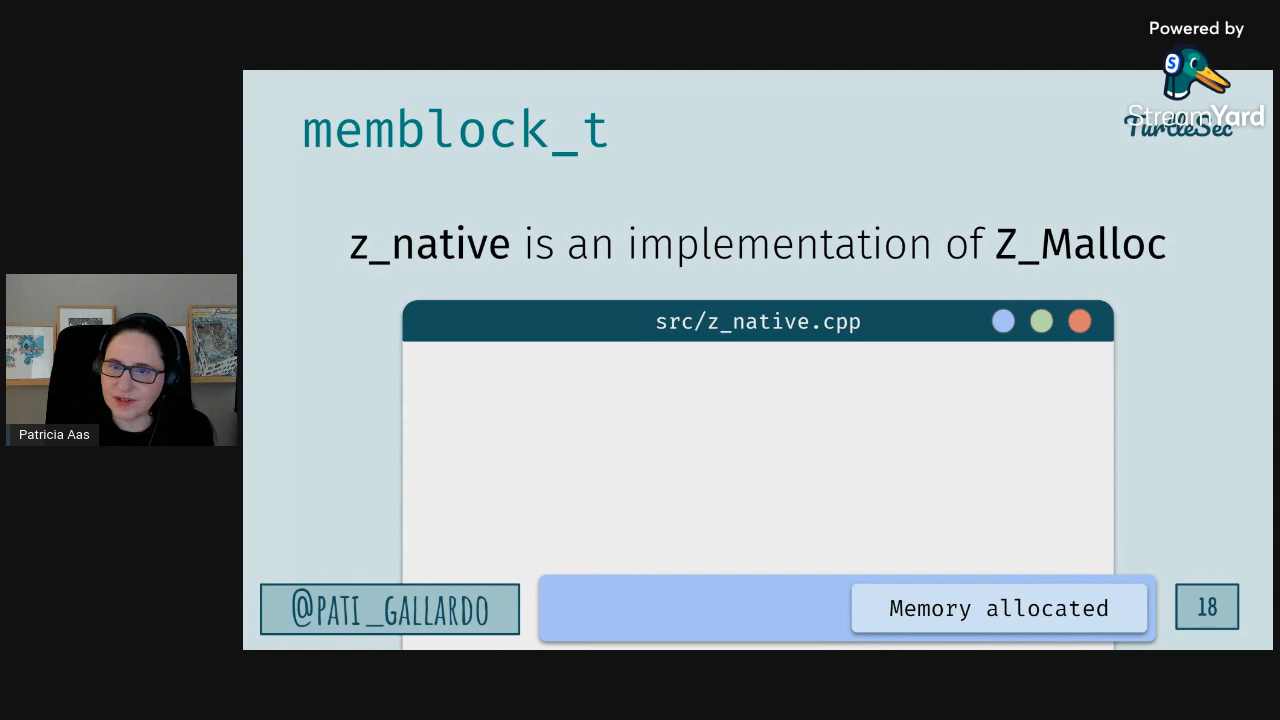 Powered by
StreamYard
TurtleSec
memblock_t
z_native is an implementation of Z_Malloc
src/z_native.cpp
Patricia Aas
@PATI_GALLARDO
Memory allocated
18